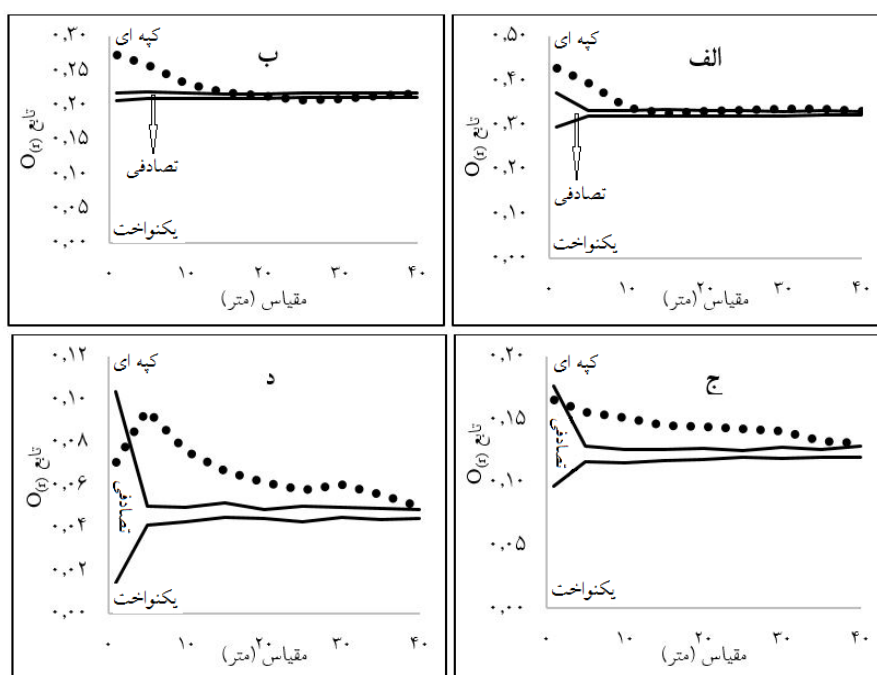 الف
کپه ای
تصادفی
یکنواخت
تابع O(r)
۰٫۵۰
۰٫۴۰
۰٫۳۰
۰٫۲۰
۰٫۱۰
۰٫۰۰
۰ ۱۰ ۲۰ ۳۰ ۴۰
مقیاس (متر)
ب
کپه ای
تصادفی
یکنواخت
تابع O(r)
۰٫۳۰
۰٫۲۵
۰٫۲۰
۰٫۱۵
۰٫۱۰
۰٫۰۵
۰٫۰۰
۰ ۱۰ ۲۰ ۳۰ ۴۰
مقیاس (متر)
ج
کپه ای
تصادفی
یکنواخت
تابع O(r)
۰٫۲۰
۰٫۱۵
۰٫۱۰
۰٫۰۵
۰٫۰۰
۰ ۱۰ ۲۰ ۳۰ ۴۰
مقیاس (متر)
د
کپه ای
تصادفی
یکنواخت
تابع O(r)
۰٫۱۲
۰٫۱۰
۰٫۰۸
۰٫۰۶
۰٫۰۴
۰٫۰۲
۰٫۰۰
۰ ۱۰ ۲۰ ۳۰ ۴۰
مقیاس (متر)